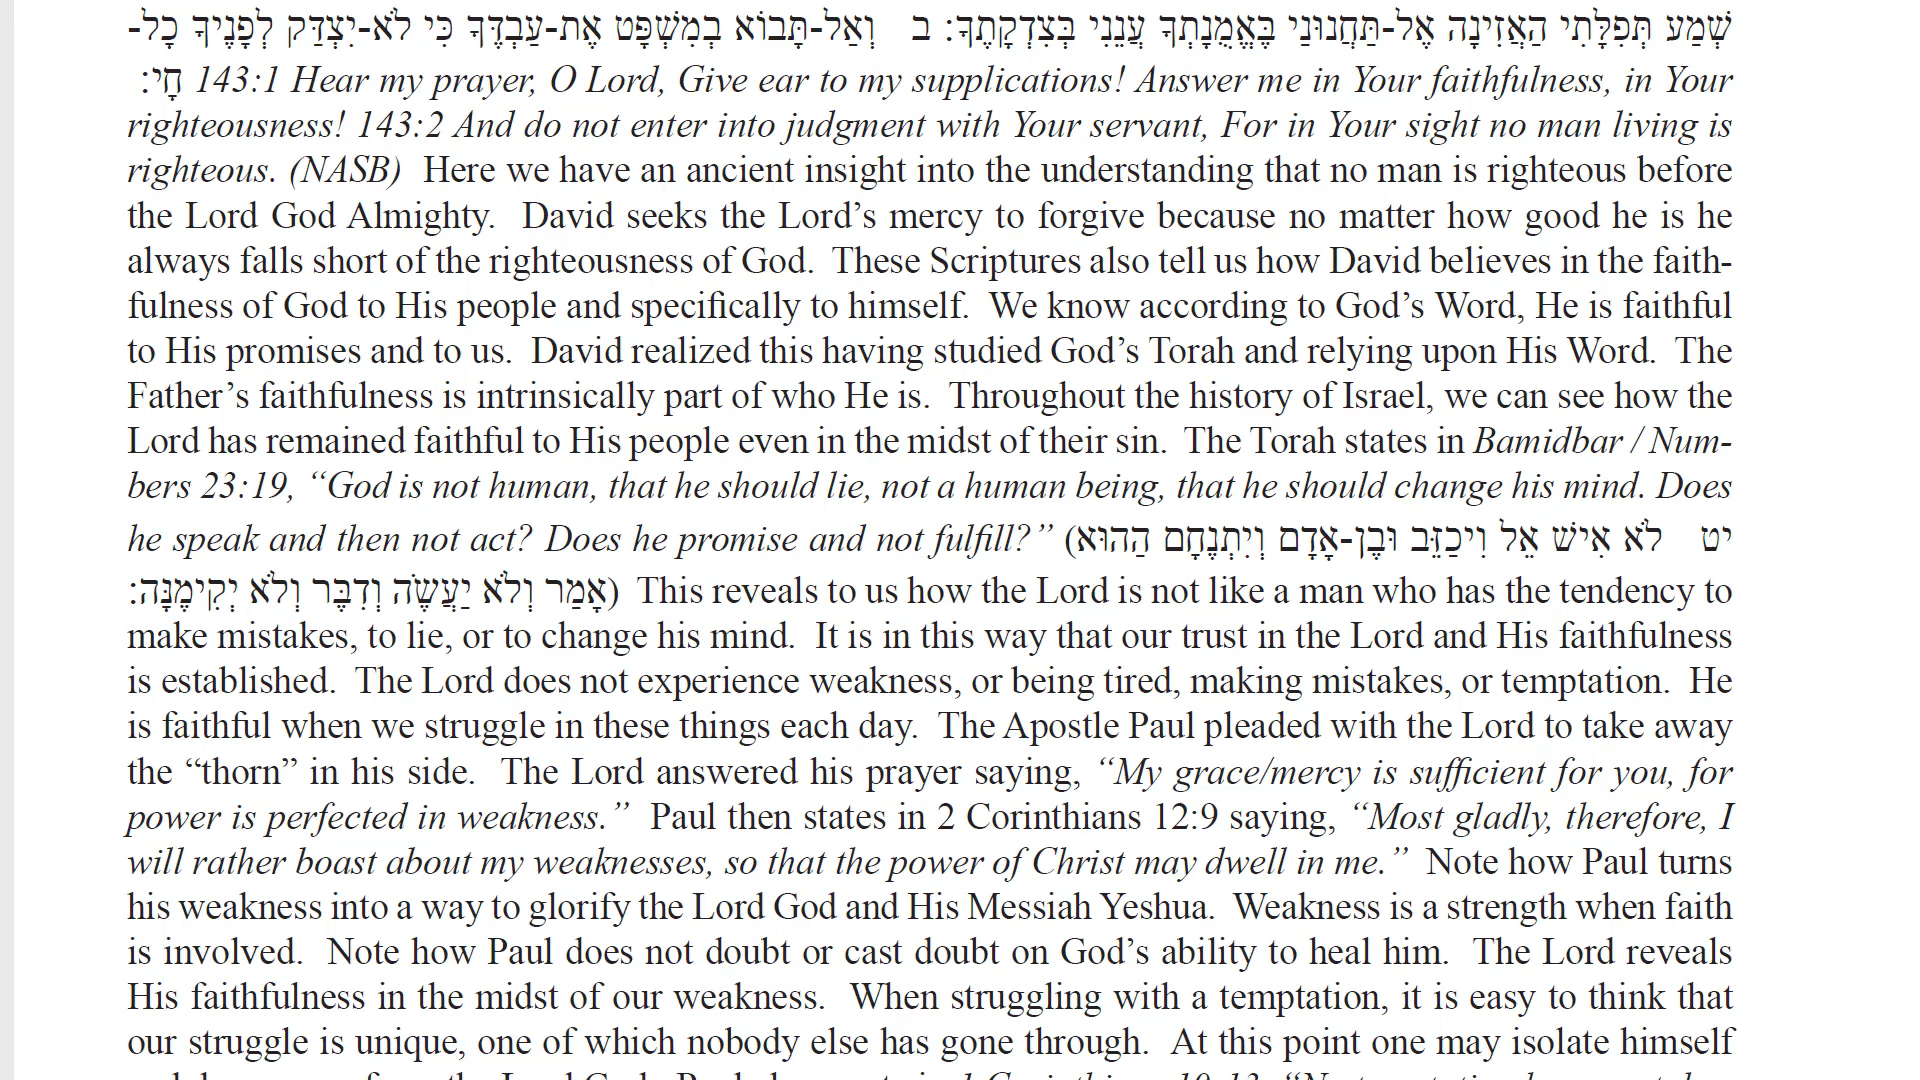 שְׁמַע תְּפִלָּתִי הַאֲזִינָה אֶל-תַּחֲנוּנַי בֶּאֱמֻנָתְךָ עֲנֵנִי בְּצִדְקָתֶךָ: ב וְאַל-תָּבוֹא בְמִשְׁפָּט אֶת-עַבְדֶּךָ כִּי לֹא-יִצְדַּק לְפָנֶיךָ כָל-
חָי: 143:1 Hear my prayer, O Lord, Give ear to my supplications! Answer me in Your faithfulness, in Your
righteousness! 143:2 And do not enter into judgment with Your servant, For in Your sight no man living is
righteous. (NASB) Here we have an ancient insight into the understanding that no man is righteous before
the Lord God Almighty. David seeks the Lord’s mercy to forgive because no matter how good he is he
always falls short of the righteousness of God. These Scriptures also tell us how David believes in the faith-
fulness of God to His people and specifically to himself. We know according to God’s Word, He is faithful
to His promises and to us. David realized this having studied God’s Torah and relying upon His Word. The
Father’s faithfulness is intrinsically part of who He is. Throughout the history of Israel, we can see how the
Lord has remained faithful to His people even in the midst of their sin. The Torah states in Bamidbar / Num-
bers 23:19, “God is not human, that he should lie, not a human being, that he should change his mind. Does
he speak and then not act? Does he promise and not fulfill?” (יט לֹא אִישׁ אֵל וִיכַזֵּב וּבֶן-אָדָם וְיִתְנֶחָם הַהוּא
אָמַר וְלֹא יַעֲשֶֹה וְדִבֶּר וְלֹא יְקִימֶנָּה:) This reveals to us how the Lord is not like a man who has the tendency to
make mistakes, to lie, or to change his mind. It is in this way that our trust in the Lord and His faithfulness
is established. The Lord does not experience weakness, or being tired, making mistakes, or temptation. He
is faithful when we struggle in these things each day. The Apostle Paul pleaded with the Lord to take away
the “thorn” in his side. The Lord answered his prayer saying, “My grace/mercy is sufficient for you, for
power is perfected in weakness.” Paul then states in 2 Corinthians 12:9 saying, “Most gladly, therefore, I
will rather boast about my weaknesses, so that the power of Christ may dwell in me.” Note how Paul turns
his weakness into a way to glorify the Lord God and His Messiah Yeshua. Weakness is a strength when faith
is involved. Note how Paul does not doubt or cast doubt on God’s ability to heal him. The Lord reveals
His faithfulness in the midst of our weakness. When struggling with a temptation, it is easy to think that
our struggle is unique, one of which nobody else has gone through. At this point one may isolate himself